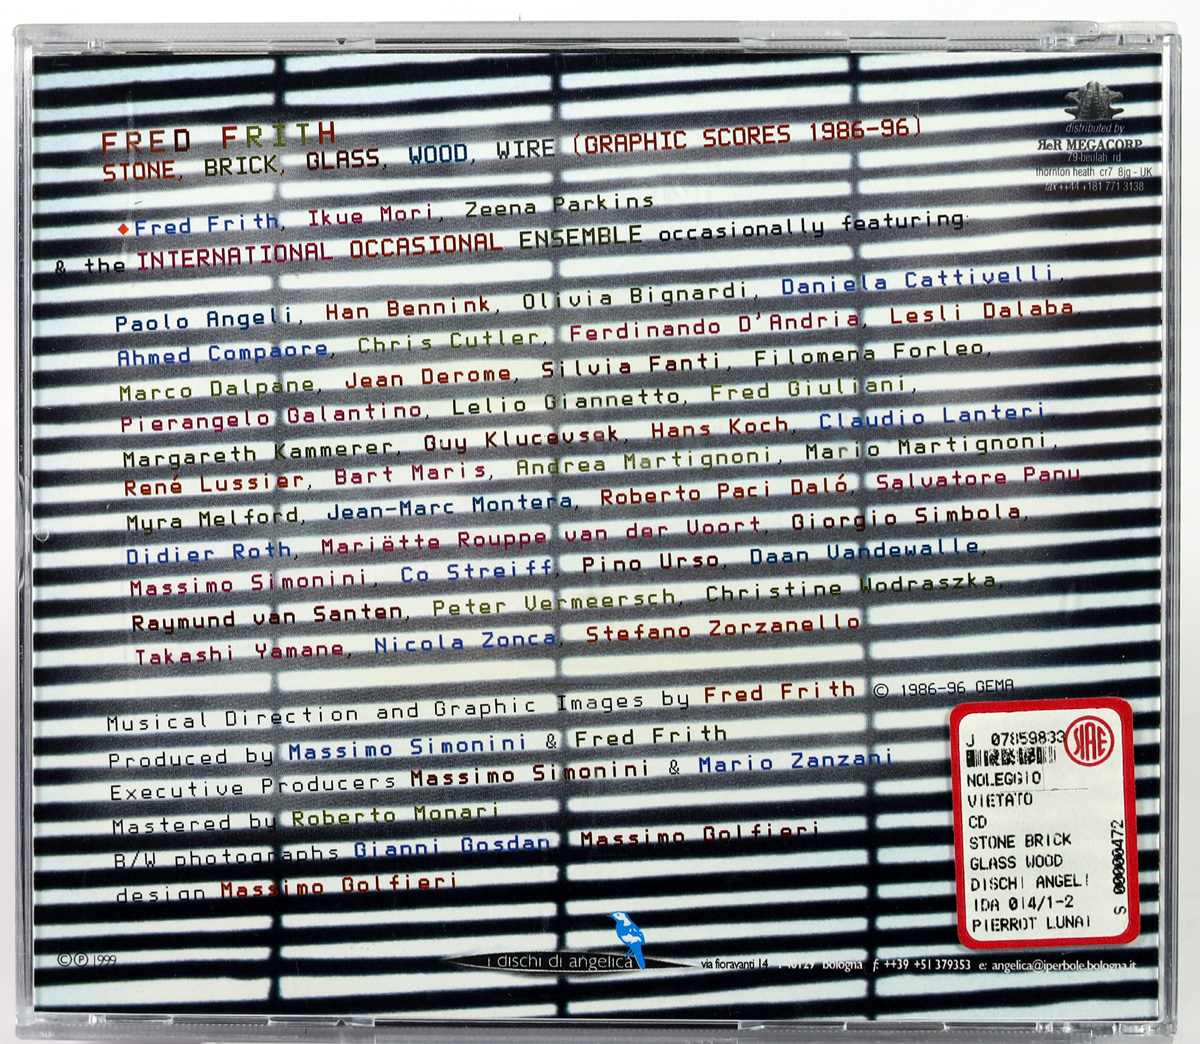 FRED FRITH
STONE, BRICK, GLASS, WOOD, WIRE (GRAPHIC SCORES 1986-96)
Fred Frith, Ikue Mori, Zeena Parkins
& the INTERNATIONAL OCCASIONAL ENSEMBLE occasionally featuring:
Paolo Angeli, Han Bennink, Olivia Bignardi, Daniela Cattivelli,
Ahmed Compaore, Chris Cutler, Ferdinando D'Andria, Lesli Dalaba
Marco Dalpane, Jean Derome, Silvia Fanti, Filomena Forleo,
Pierangelo Galantino, Lelio Giannetto, Fred Giuliani,
Margareth Kammerer, Guy Klucevsek, Hans Koch, Claudio Lanteri
René Lussier, Bart Maris, Andrea Martignoni, Mario Martignoni,
Myra Melford, Jean-Marc Montera, Roberto Paci Daló, Salvatore Panu
Didier Roth, Mariëtte Rouppe van der Voort, Giorgio Simbola,
Massimo Simonini, Co Streiff, Pino Urso, Daan Vandewalle,
Raymund van Santen, Peter Vermeersch, Christine Wodraszka,
Takashi Yamane, Nicola Zonca, Stefano Zorzanello
Musical Direction and Graphic Images by Fred Frith © 1986-96 GEMA
Produced by Massimo Simonini & Fred Frith
Executive Producers Massimo Simonini & Mario Zanzani
Mastered by Roberto Monari
B/W photographs Gianni Gosdan, Massimo Golfieri
design Massimo Golfieri
distributed by
ReR MEGACORP
79-beulah rd
thornton heath cr7 8jg - UK
fax ++44 +181 771 3138
J 07859833
SIAE
NOLEGGIO
VIETATO
CD
STONE BRICK
GLASS WOOD
DISCHI ANGELI
IDA 014/1-2
PIERROT LUNAI
S 00000472
©℗ 1999
i dischi di angelica
via fioravanti 14 I-40129 bologna f: ++39 +51 379353 e: angelica@iperbole.bologna.it